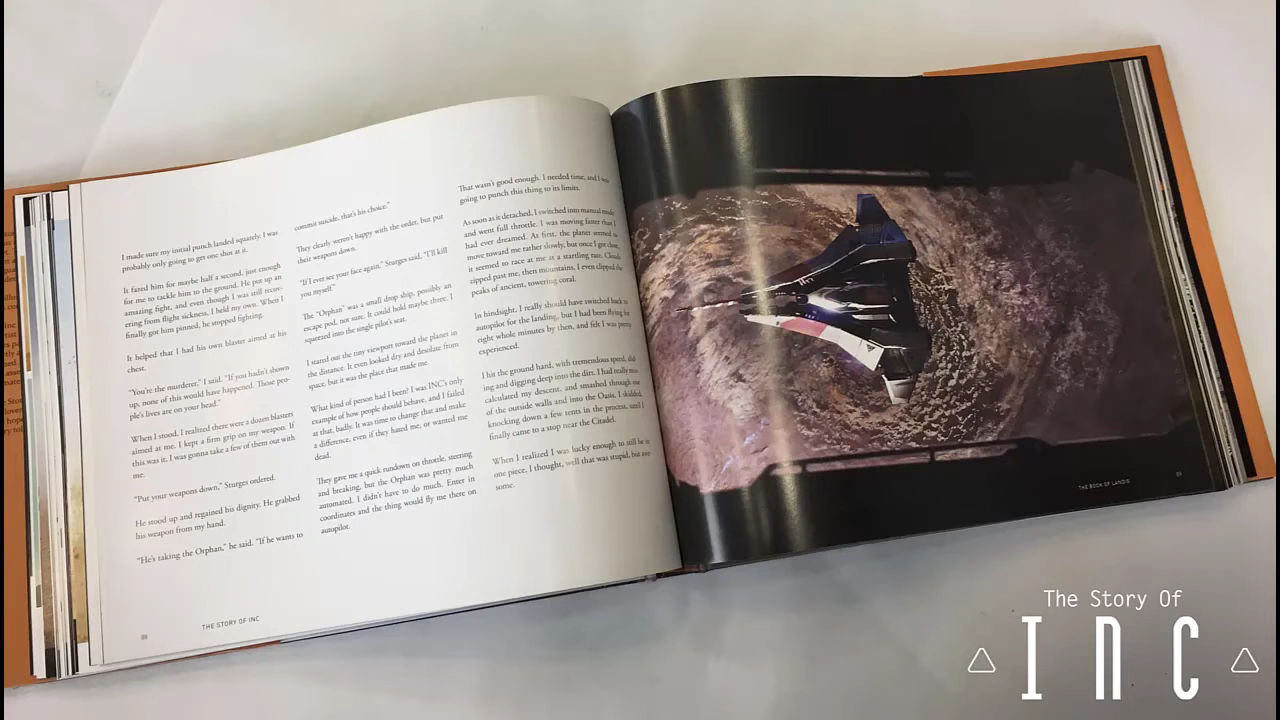 I made sure my initial punch landed squately. I was
probably only going to get one shot at it.
It fazed him for maybe half a second, just enough
for me to tackle him to the ground. He put up an
amazing fight, and even though I was still recov-
ering from flight sickness, I held my own. When I
finally got him pinned, he stopped fighting.
It helped that I had his own blaster aimed at his
chest.
"You're the murderer," I said. "If you hadn't shown
up, none of this would have happened. Those peo-
ple's lives are on your head."
When I stood, I realized there were a dozen blasters
aimed at me. I kept a firm grip on my weapon. If
this was it, I was gonna take a few of them out with
me.
"Put your weapons down," Sturges ordered.
He stood up and regained his dignity. He grabbed
his weapon from my hand.
"He's taking the Orphan," he said. "If he wants to
commit suicide, that's his choice."
They clearly weren't happy with the order, but put
their weapons down.
"If I ever see your face again," Sturges said, "I'll kill
you myself."
The "Orphan" was a small drop ship, possibly an
escape pod, not sure. It could hold maybe three. I
squeezed into the single pilot's seat.
I stared out the tiny viewport toward the planet in
the distance. It even looked dry and desolate from
space, but it was the place that made me.
What kind of person had I been? I was INC's only
example of how people should behave, and I failed
at that, badly. It was time to change that and make
a difference, even if they hated me, or wanted me
dead.
They gave me a quick rundown on throttle, steering
and breaking, but the Orphan was pretty much
automated. I didn't have to do much. Enter in
coordinates and the thing would fly me there on
autopilot.
That wasn't good enough. I needed time, and I was
going to punch this thing to its limits.
As soon as it detached, I switched into manual mode
and went full throttle. I was moving faster than I
had ever dreamed. At first, the planet seemed to
move toward me rather slowly, but once I got close,
it seemed to race at me at a startling rate. Clouds
zipped past me, then mountains. I even clipped the
peaks of ancient, towering coral.
In hindsight, I really should have switched back to
autopilot for the landing, but I had been flying for
eight whole minutes by then, and felt I was pretty
experienced.
I hit the ground hard, with tremendous speed, slid
ing and digging deep into the dirt. I had really mis-
calculated my descent, and smashed through one
of the outside walls and into the Oasis. I skidded,
knocking down a few tents in the process, until I
finally came to a stop near the Citadel.
When I realized I was lucky enough to still be in
one piece, I thought, well that was stupid, but awe
some.
THE STORY OF INC
THE BOOK OF LANDIS
The Story Of
INC